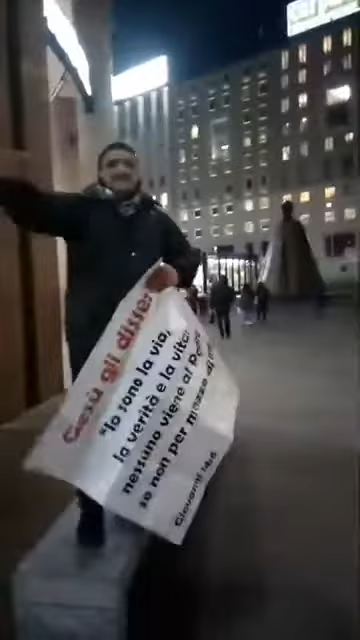 Gesù gli disse:
"Io sono la via,
la verità e la vita:
nessuno viene al Padre
se non per mezzo di
Giovanni 14:6